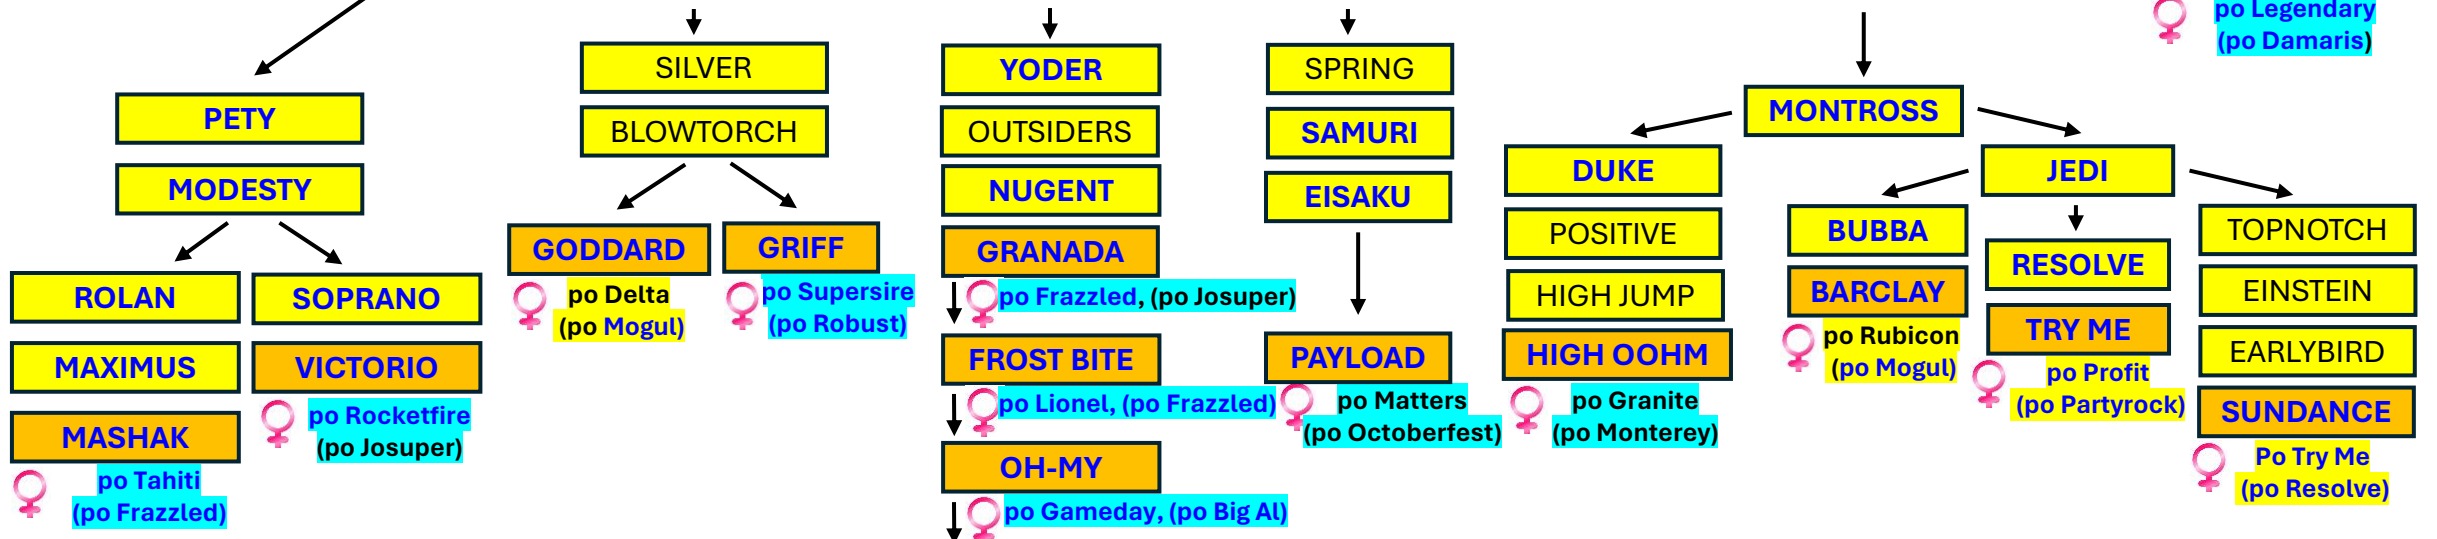 po Legendary
(po Damaris)
PETY
MODESTY
ROLAN
SOPRANO
MAXIMUS
VICTORIO
po Rocketfire
(po Josuper)
MASHAK
po Tahiti
(po Frazzled)
SILVER
BLOWTORCH
GODDARD
po Delta
(po Mogul)
GRIFF
po Supersire
(po Robust)
YODER
OUTSIDERS
NUGENT
GRANADA
po Frazzled, (po Josuper)
FROST BITE
po Lionel, (po Frazzled)
OH-MY
po Gameday, (po Big Al)
SPRING
SAMURI
EISAKU
PAYLOAD
po Matters
(po Octoberfest)
MONTROSS
DUKE
POSITIVE
HIGH JUMP
HIGH OOHM
po Granite
(po Monterey)
JEDI
BUBBA
BARCLAY
po Rubicon
(po Mogul)
RESOLVE
TRY ME
po Profit
(po Partyrock)
TOPNOTCH
EINSTEIN
EARLYBIRD
SUNDANCE
Po Try Me
(po Resolve)